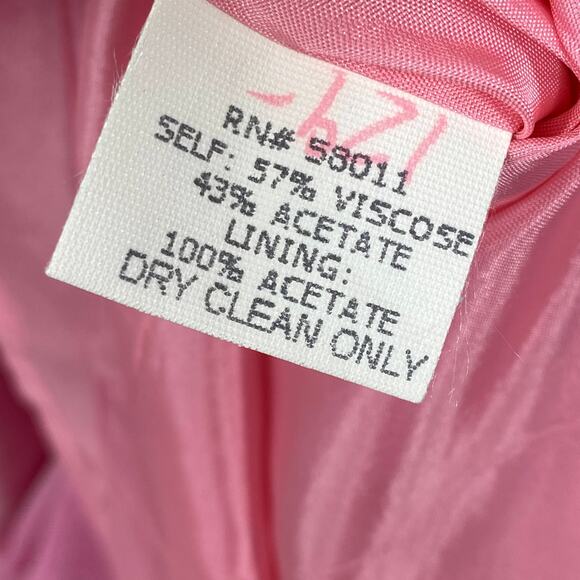 RN# 58011
SELF: 57% VISCOSE
43% ACETATE
LINING:
100% ACETATE
DRY CLEAN ONLY